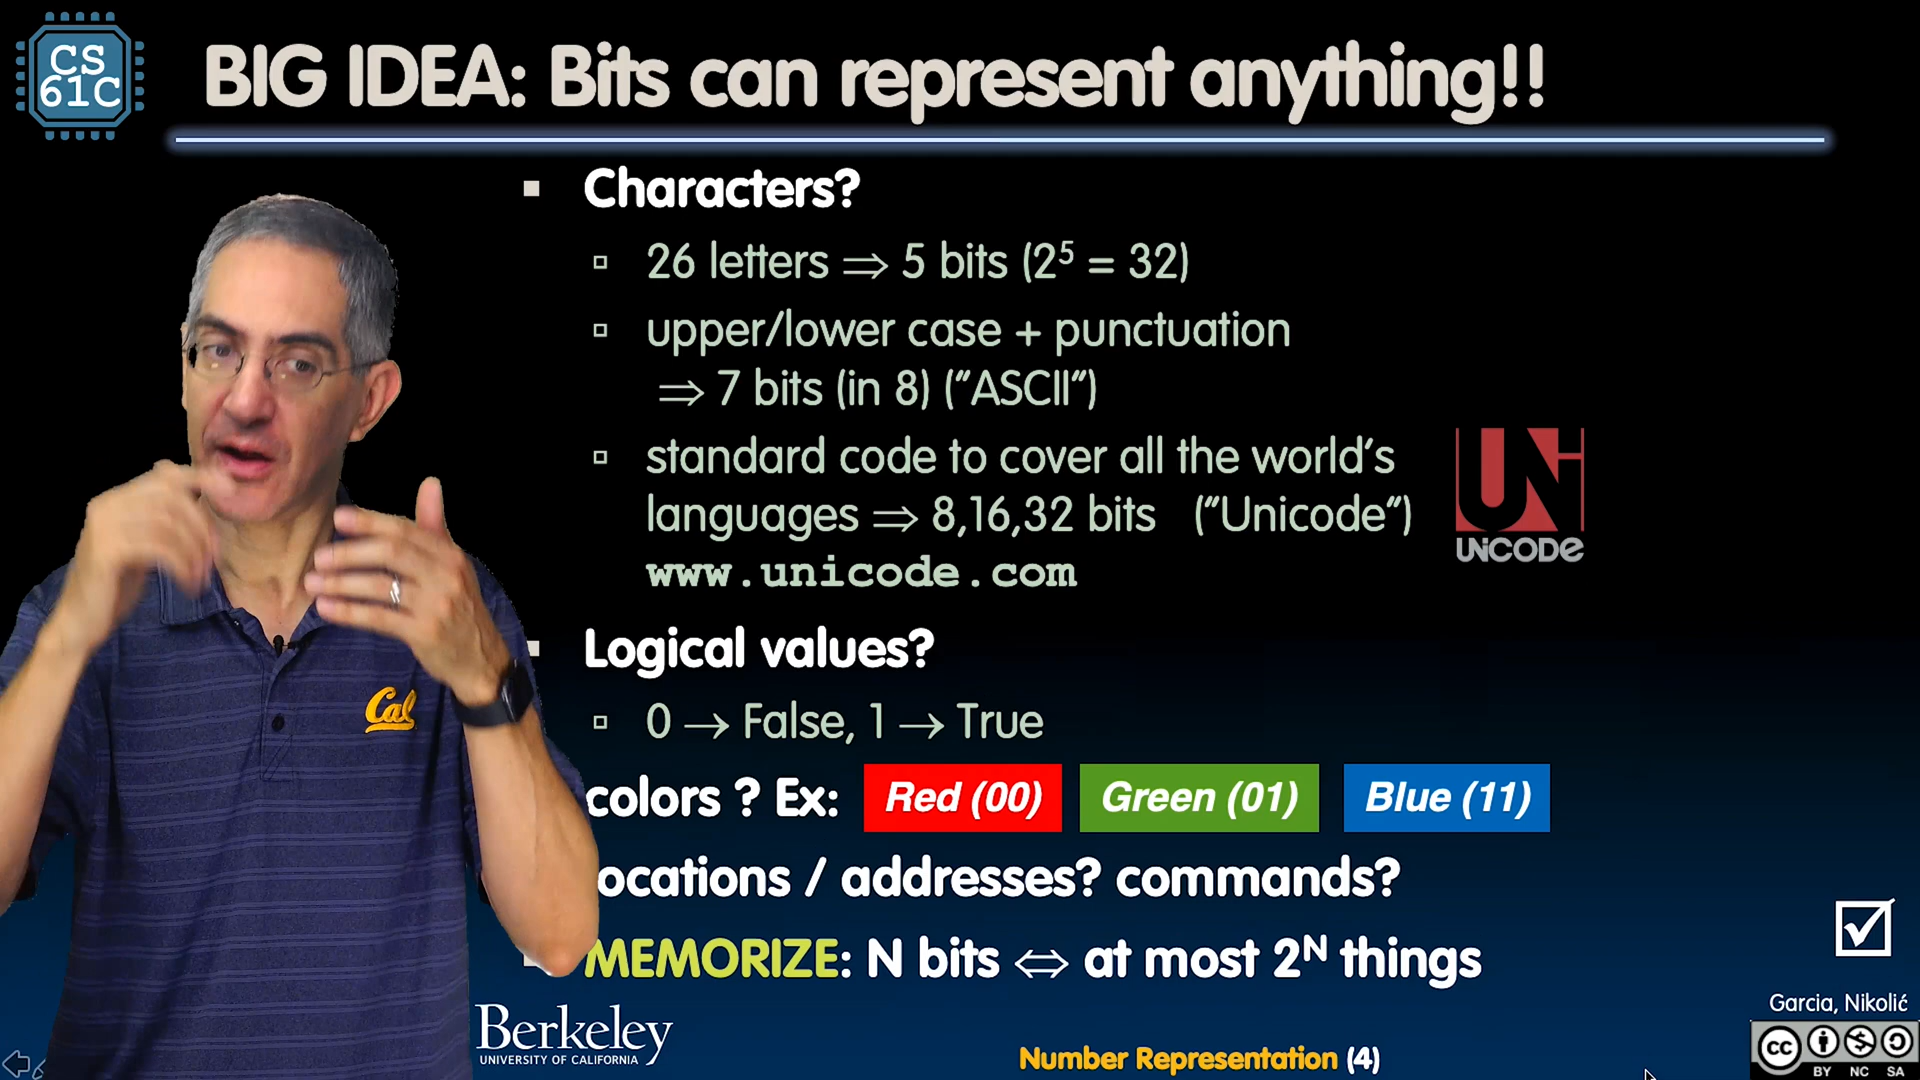 CS
61C
BIG IDEA: Bits can represent anything!!
Characters?
26 letters ⇒ 5 bits (2⁵ = 32)
upper/lower case + punctuation
⇒ 7 bits (in 8) ("ASCII")
standard code to cover all the world's
languages ⇒ 8,16,32 bits ("Unicode")
www.unicode.com
UNi
UNiCODe
Logical values?
0 → False, 1 → True
colors ? Ex: Red (00) Green (01) Blue (11)
ocations / addresses? commands?
MEMORIZE: N bits ⇔ at most 2ᴺ things
Cal
Berkeley
UNIVERSITY OF CALIFORNIA
Number Representation (4)
Garcia, Nikolić
cc
BY NC SA